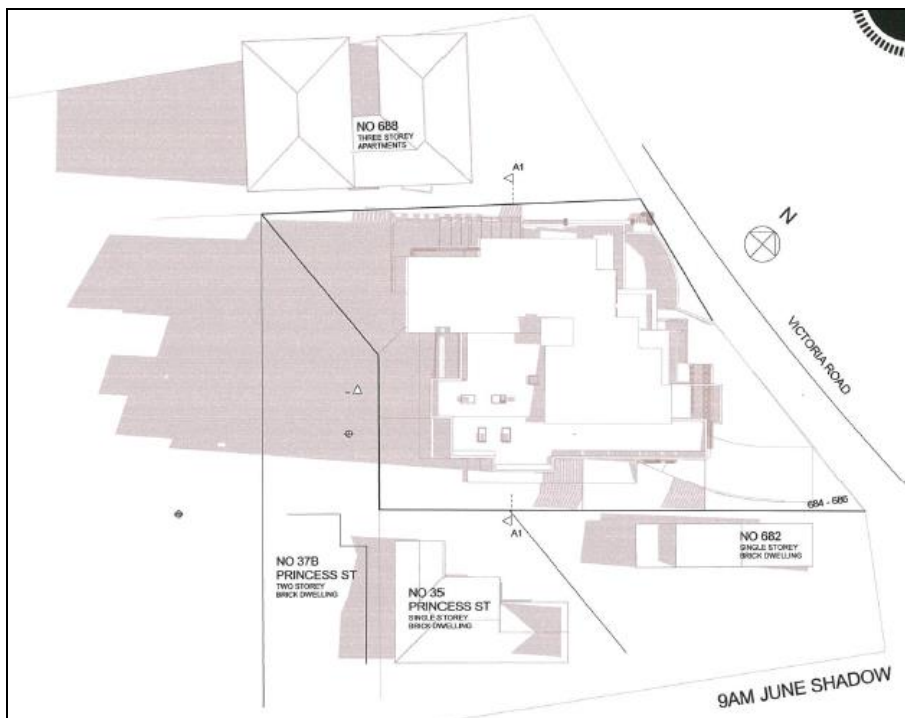 NO 688
THREE STOREY
APARTMENTS
A1
N
VICTORIA ROAD
684 - 686
A1
NO 682
SINGLE STOREY
BRICK DWELLING
NO 37B
PRINCESS ST
TWO STOREY
BRICK DWELLING
NO 35
PRINCESS ST
SINGLE STOREY
BRICK DWELLING
9AM JUNE SHADOW